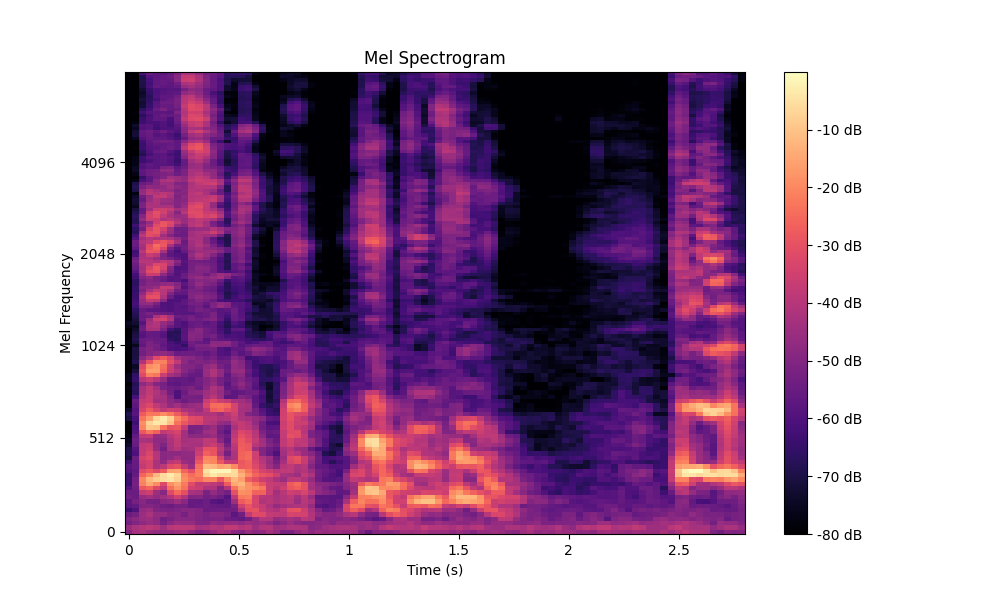 Mel Spectrogram
Mel Frequency
4096
2048
1024
512
0
0
0.5
1
1.5
2
2.5
Time (s)
-10 dB
-20 dB
-30 dB
-40 dB
-50 dB
-60 dB
-70 dB
-80 dB